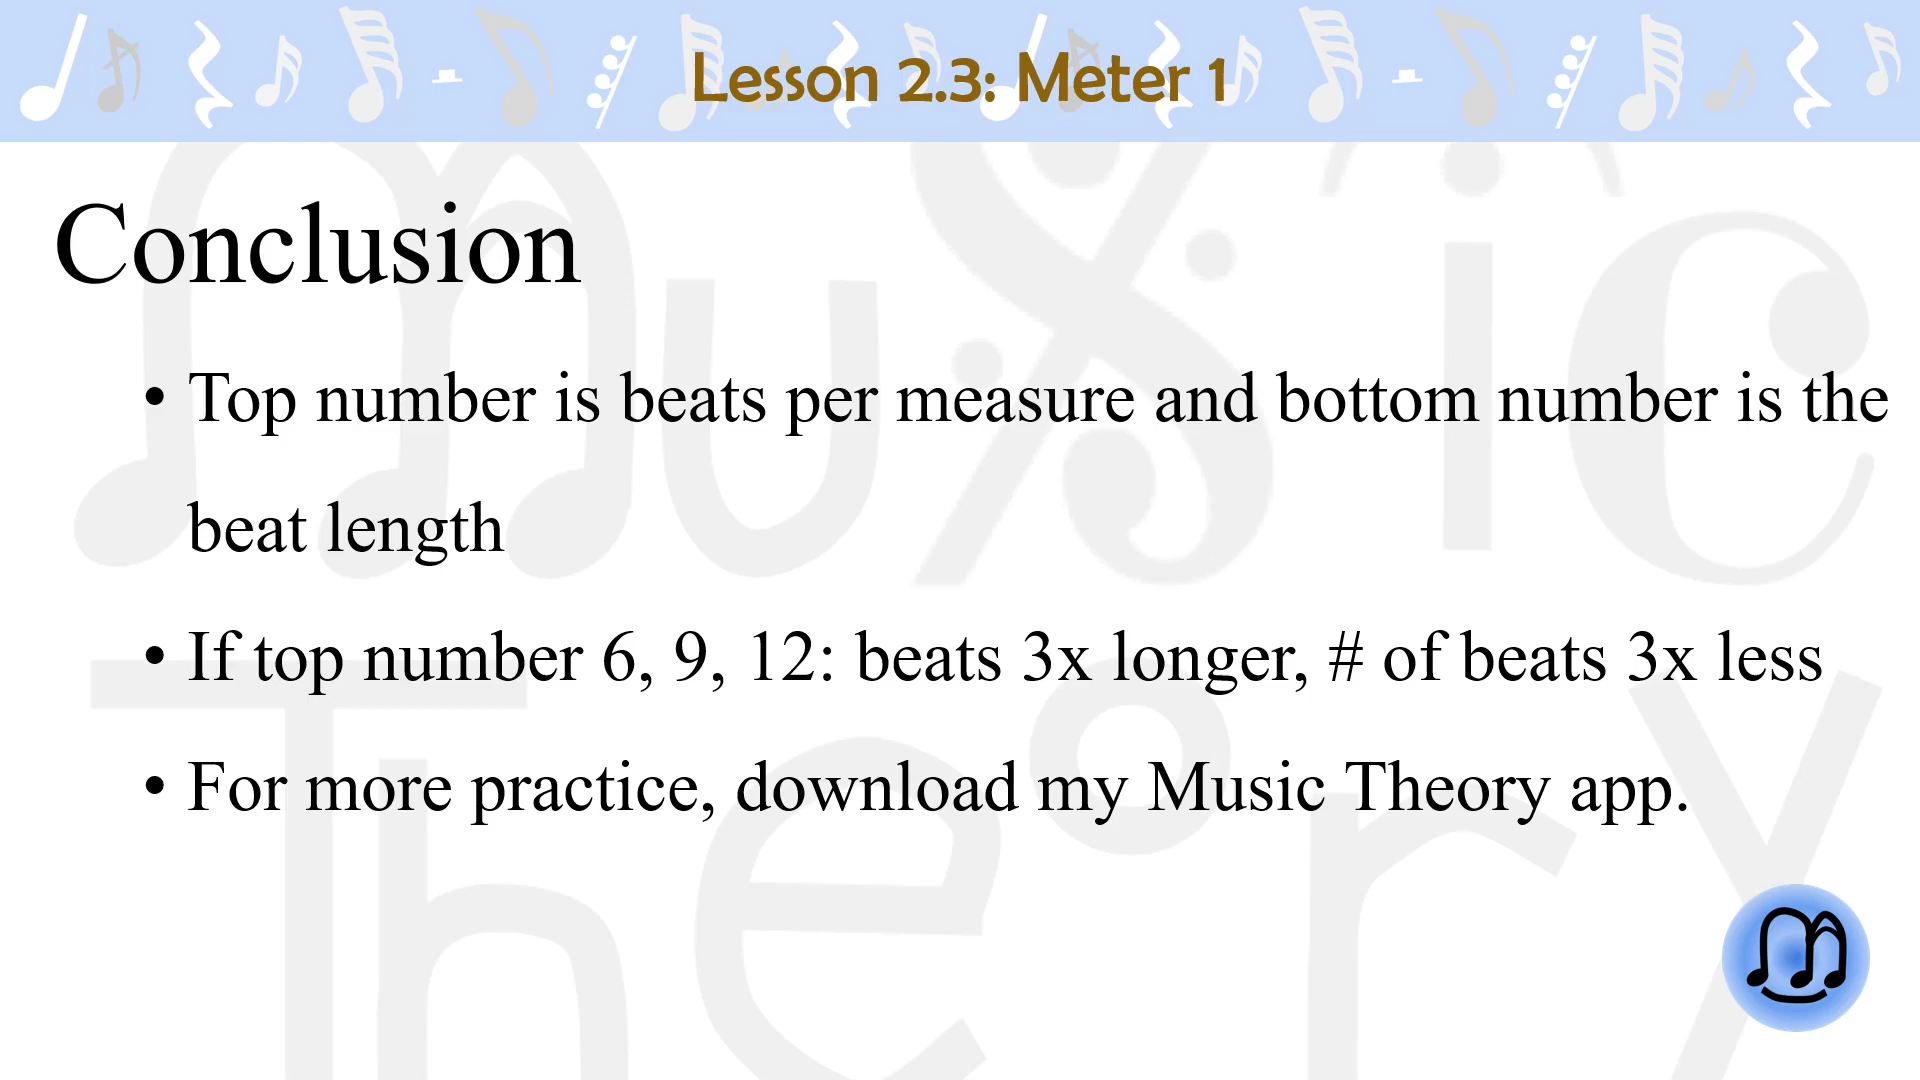 Lesson 2.3: Meter 1
Conclusion
• Top number is beats per measure and bottom number is the
beat length
• If top number 6, 9, 12: beats 3x longer, # of beats 3x less
• For more practice, download my Music Theory app.
Music
Theory